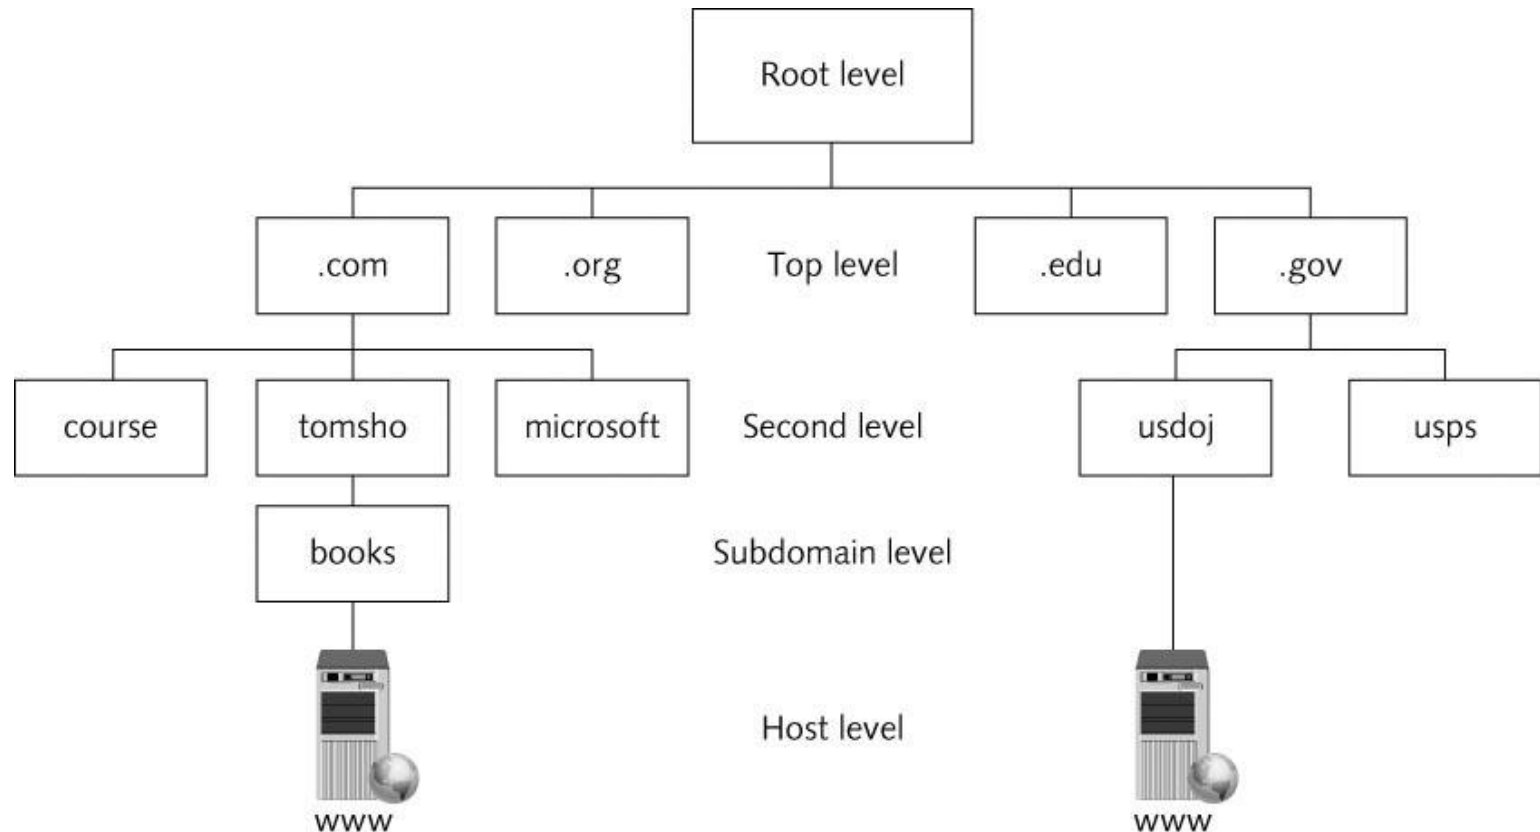 Root level
.com
.org
Top level
.edu
.gov
course
tomsho
microsoft
Second level
usdoj
usps
books
Subdomain level
Host level
www
www